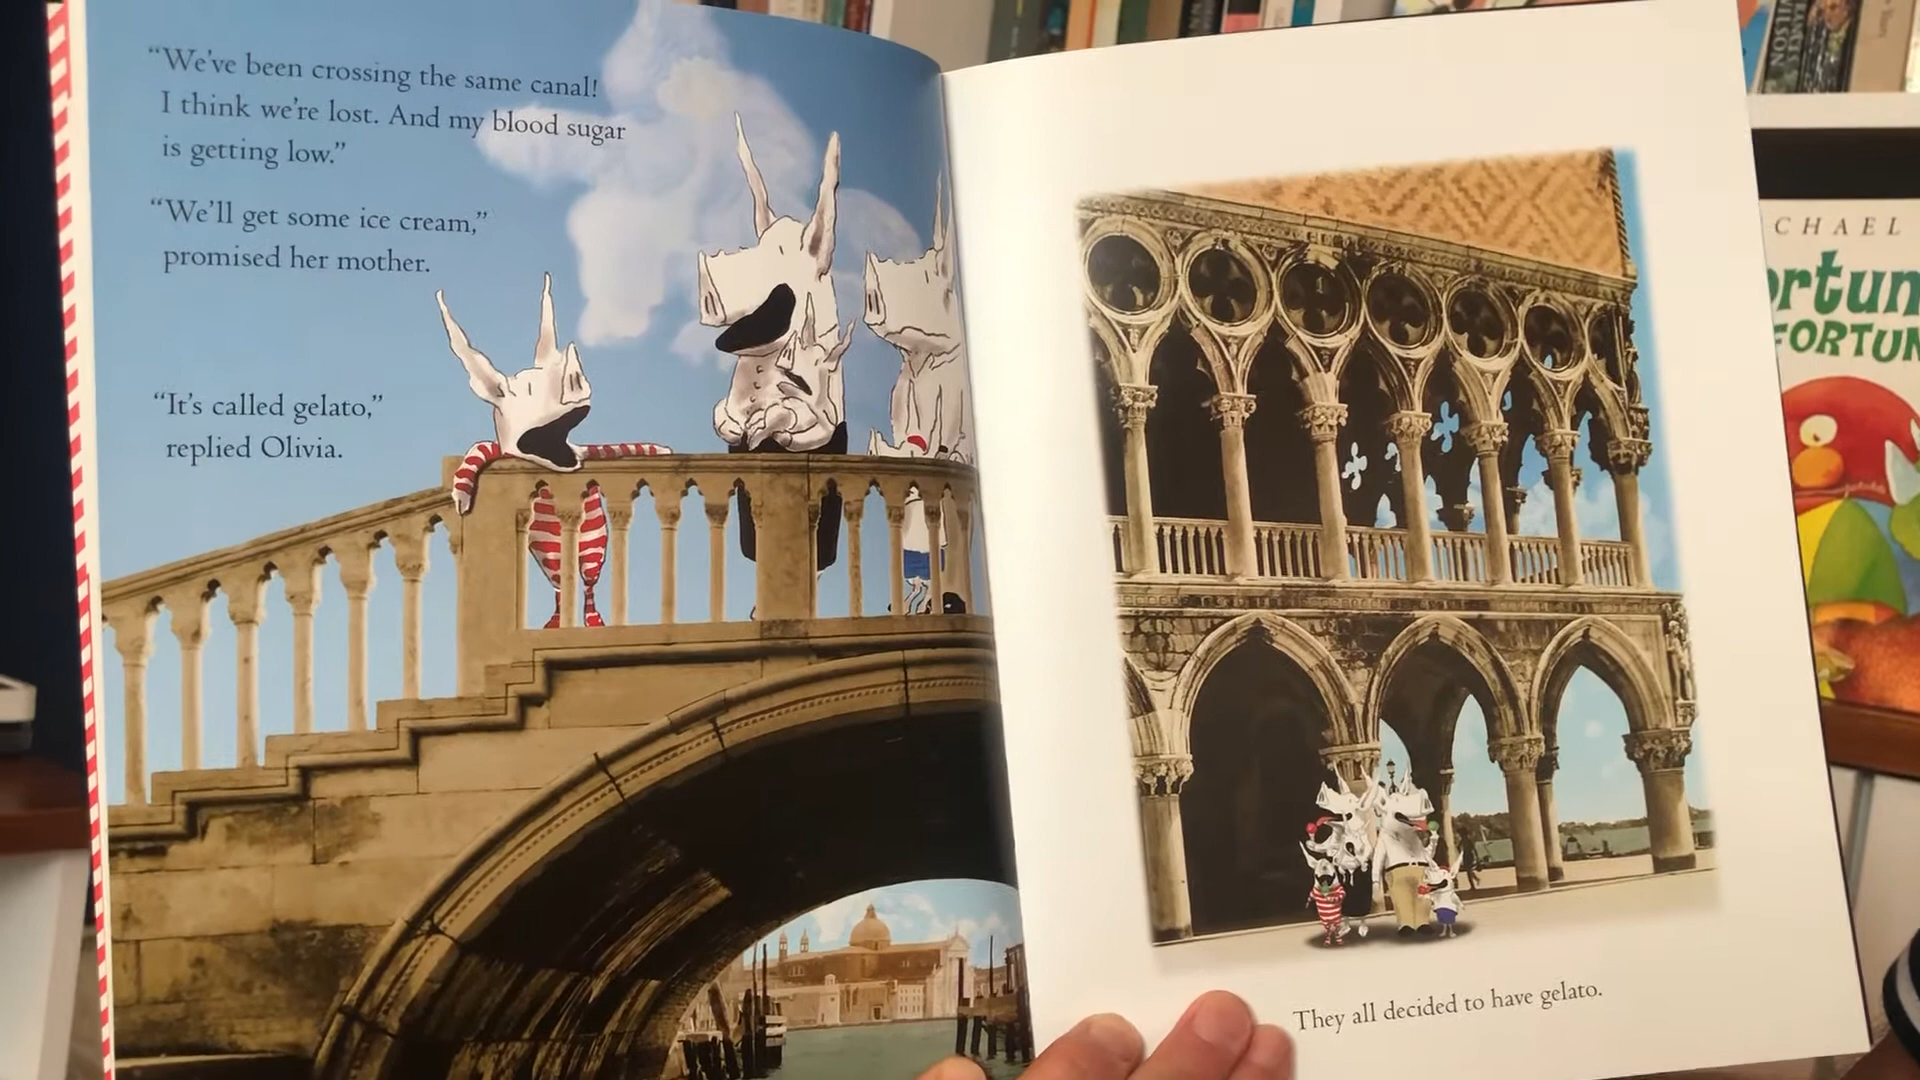 “We’ve been crossing the same canal!
I think we’re lost. And my blood sugar
is getting low.”
“We’ll get some ice cream,”
promised her mother.
“It’s called gelato,”
replied Olivia.
They all decided to have gelato.
CHAEL
WILSON